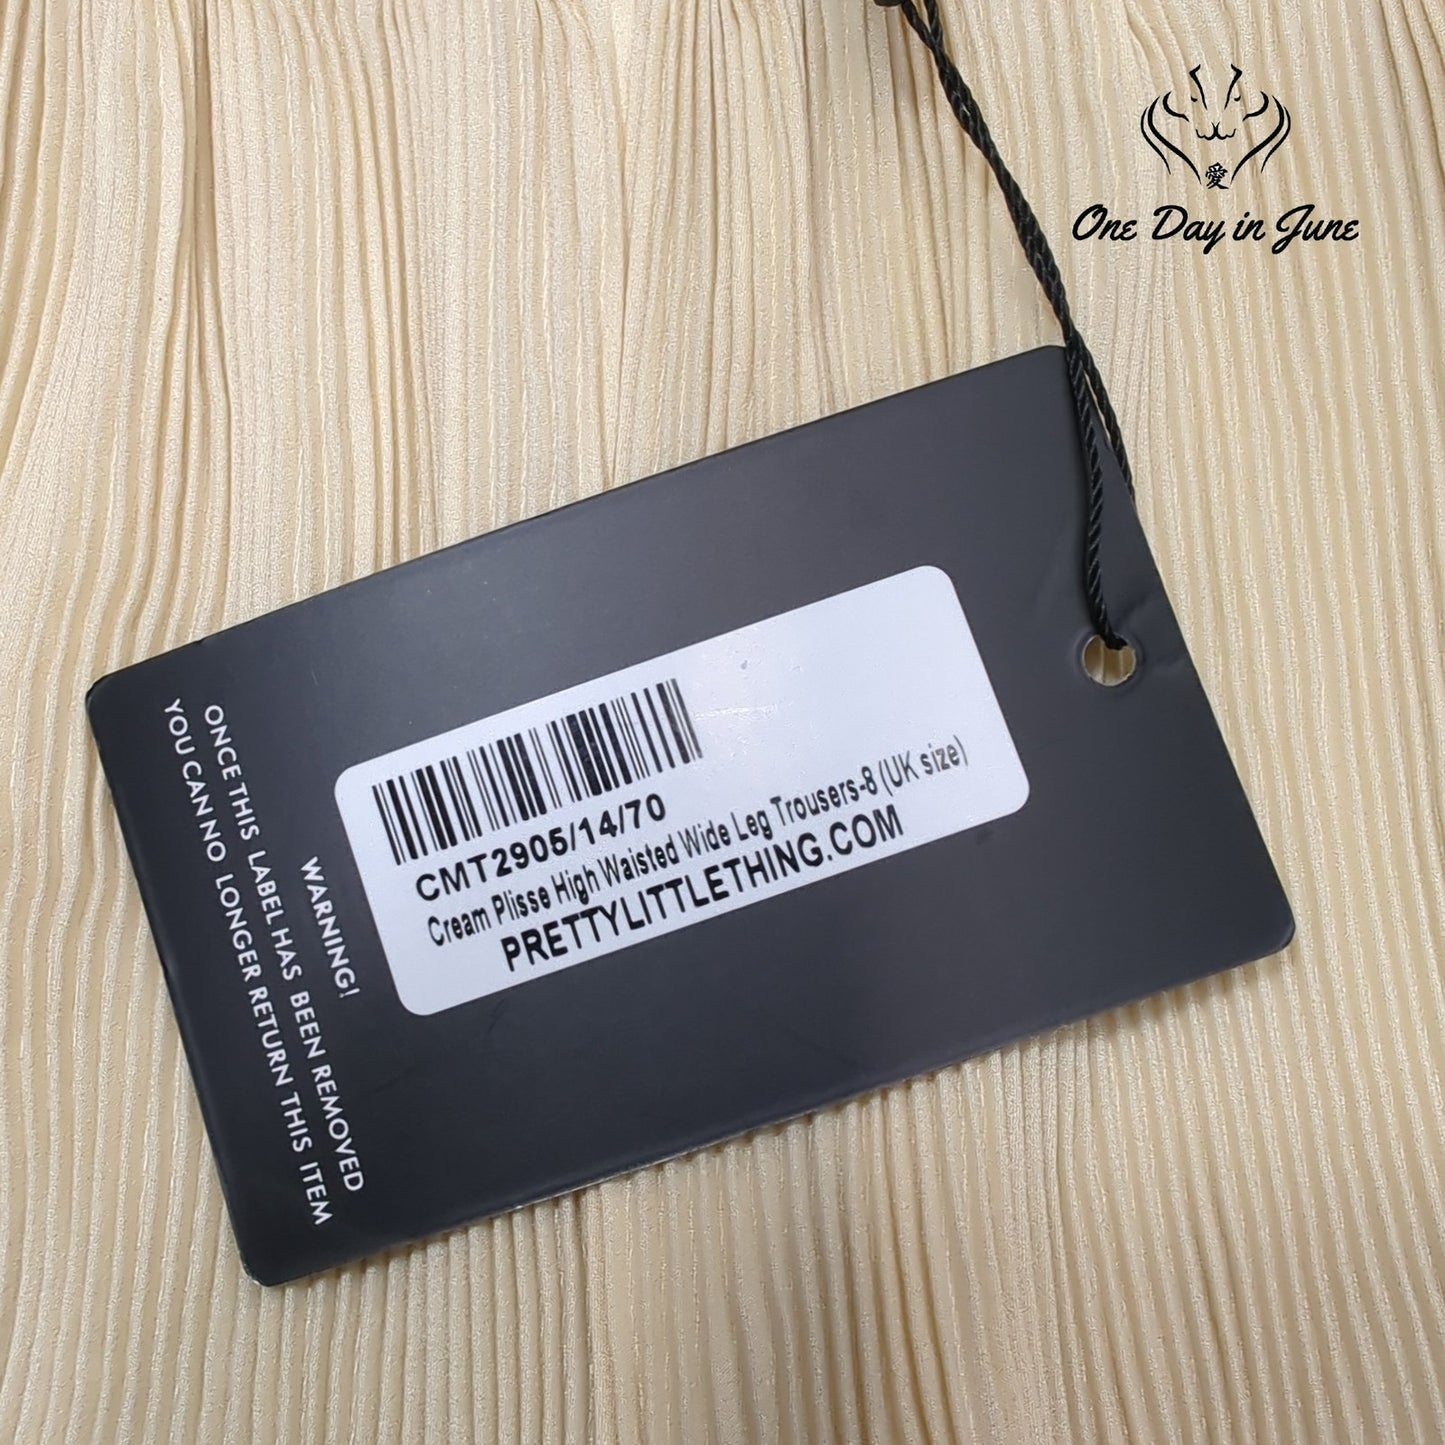 愛
One Day in June
CMT2905/14/70
Cream Plisse High Waisted Wide Leg Trousers-8 (UK size)
PRETTYLITTLETHING.COM
WARNING!
ONCE THIS LABEL HAS BEEN REMOVED
YOU CAN NO LONGER RETURN THIS ITEM